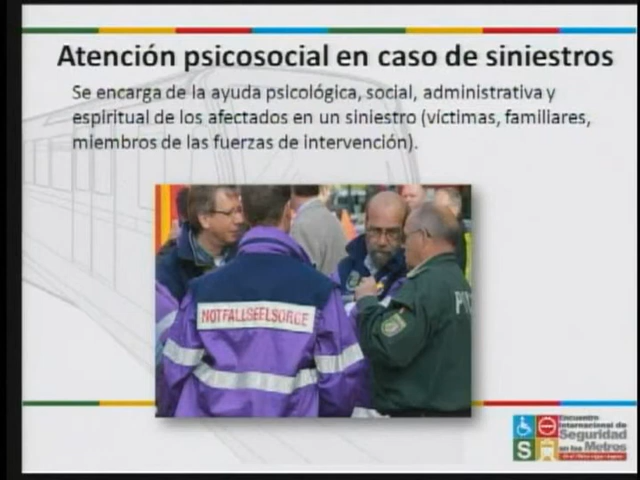 Atención psicosocial en caso de siniestros
Se encarga de la ayuda psicológica, social, administrativa y
espiritual de los afectados en un siniestro (víctimas, familiares,
miembros de las fuerzas de intervención).
NOTFALLSEELSORGE
Encuentro
Internacional de
Seguridad
en los Metros
S